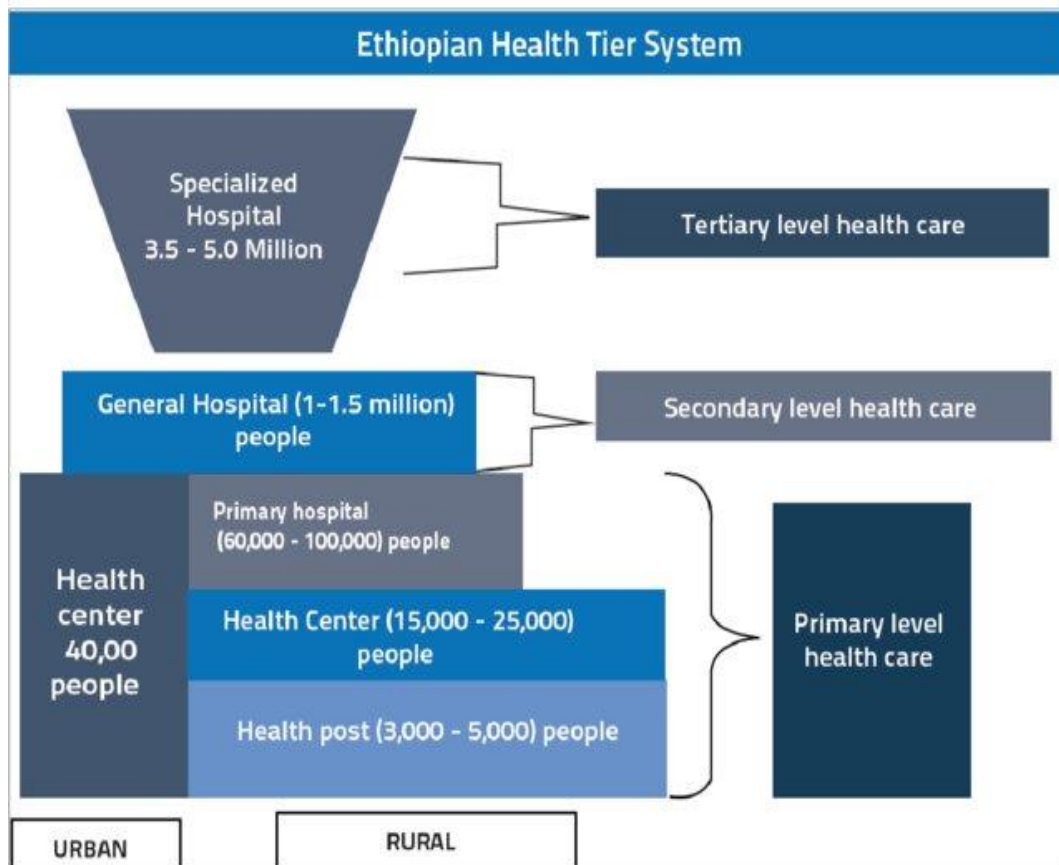 Ethiopian Health Tier System
Specialized
Hospital
3.5 - 5.0 Million
Tertiary level health care
General Hospital (1-1.5 million)
people
Secondary level health care
Primary hospital
(60,000 - 100,000) people
Health
center
40,00
people
Health Center (15,000 - 25,000)
people
Primary level
health care
Health post (3,000 - 5,000) people
URBAN
RURAL